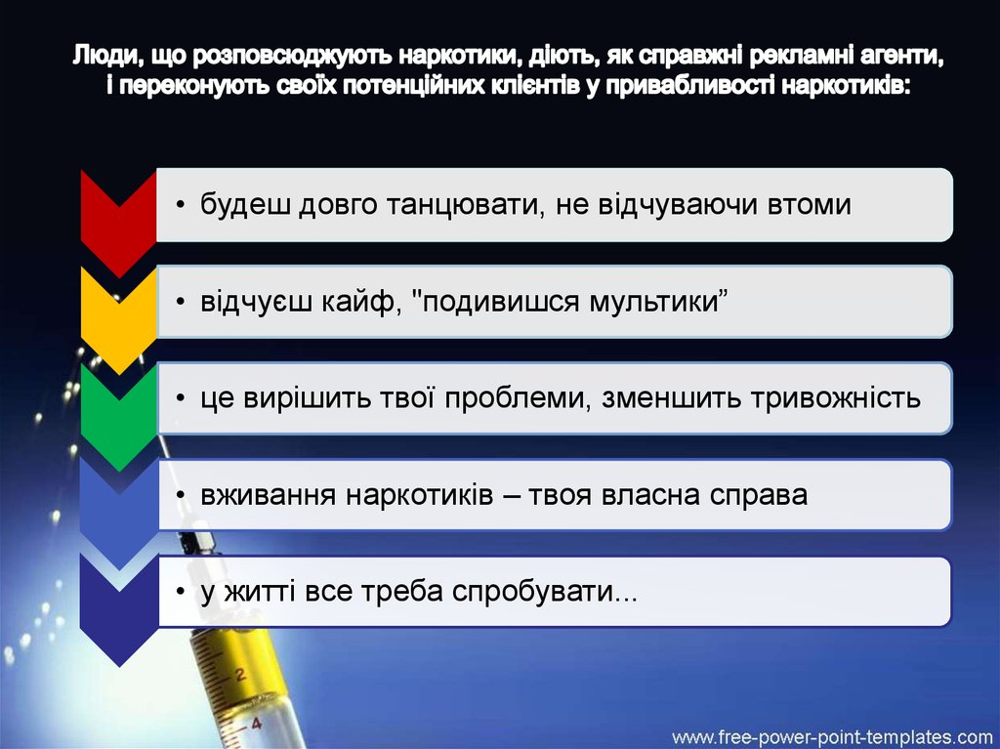 Люди, що розповсюджують наркотики, діють, як справжні рекламні агенти,
і переконують своїх потенційних клієнтів у привабливості наркотиків:
• будеш довго танцювати, не відчуваючи втоми
• відчуєш кайф, "подивишся мультики”
• це вирішить твої проблеми, зменшить тривожність
• вживання наркотиків – твоя власна справа
• у житті все треба спробувати...
2
4
www.free-power-point-templates.com